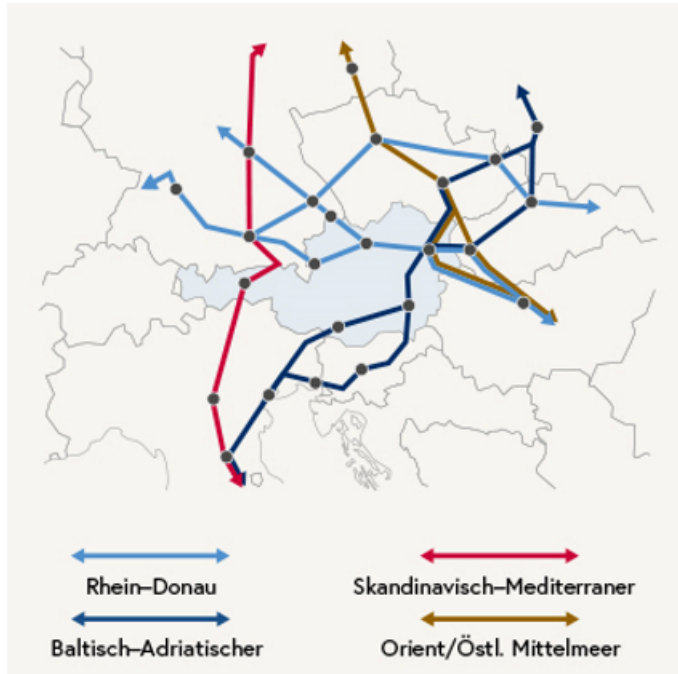 Rhein–Donau
Skandinavisch–Mediterraner
Baltisch–Adriatischer
Orient/Östl. Mittelmeer